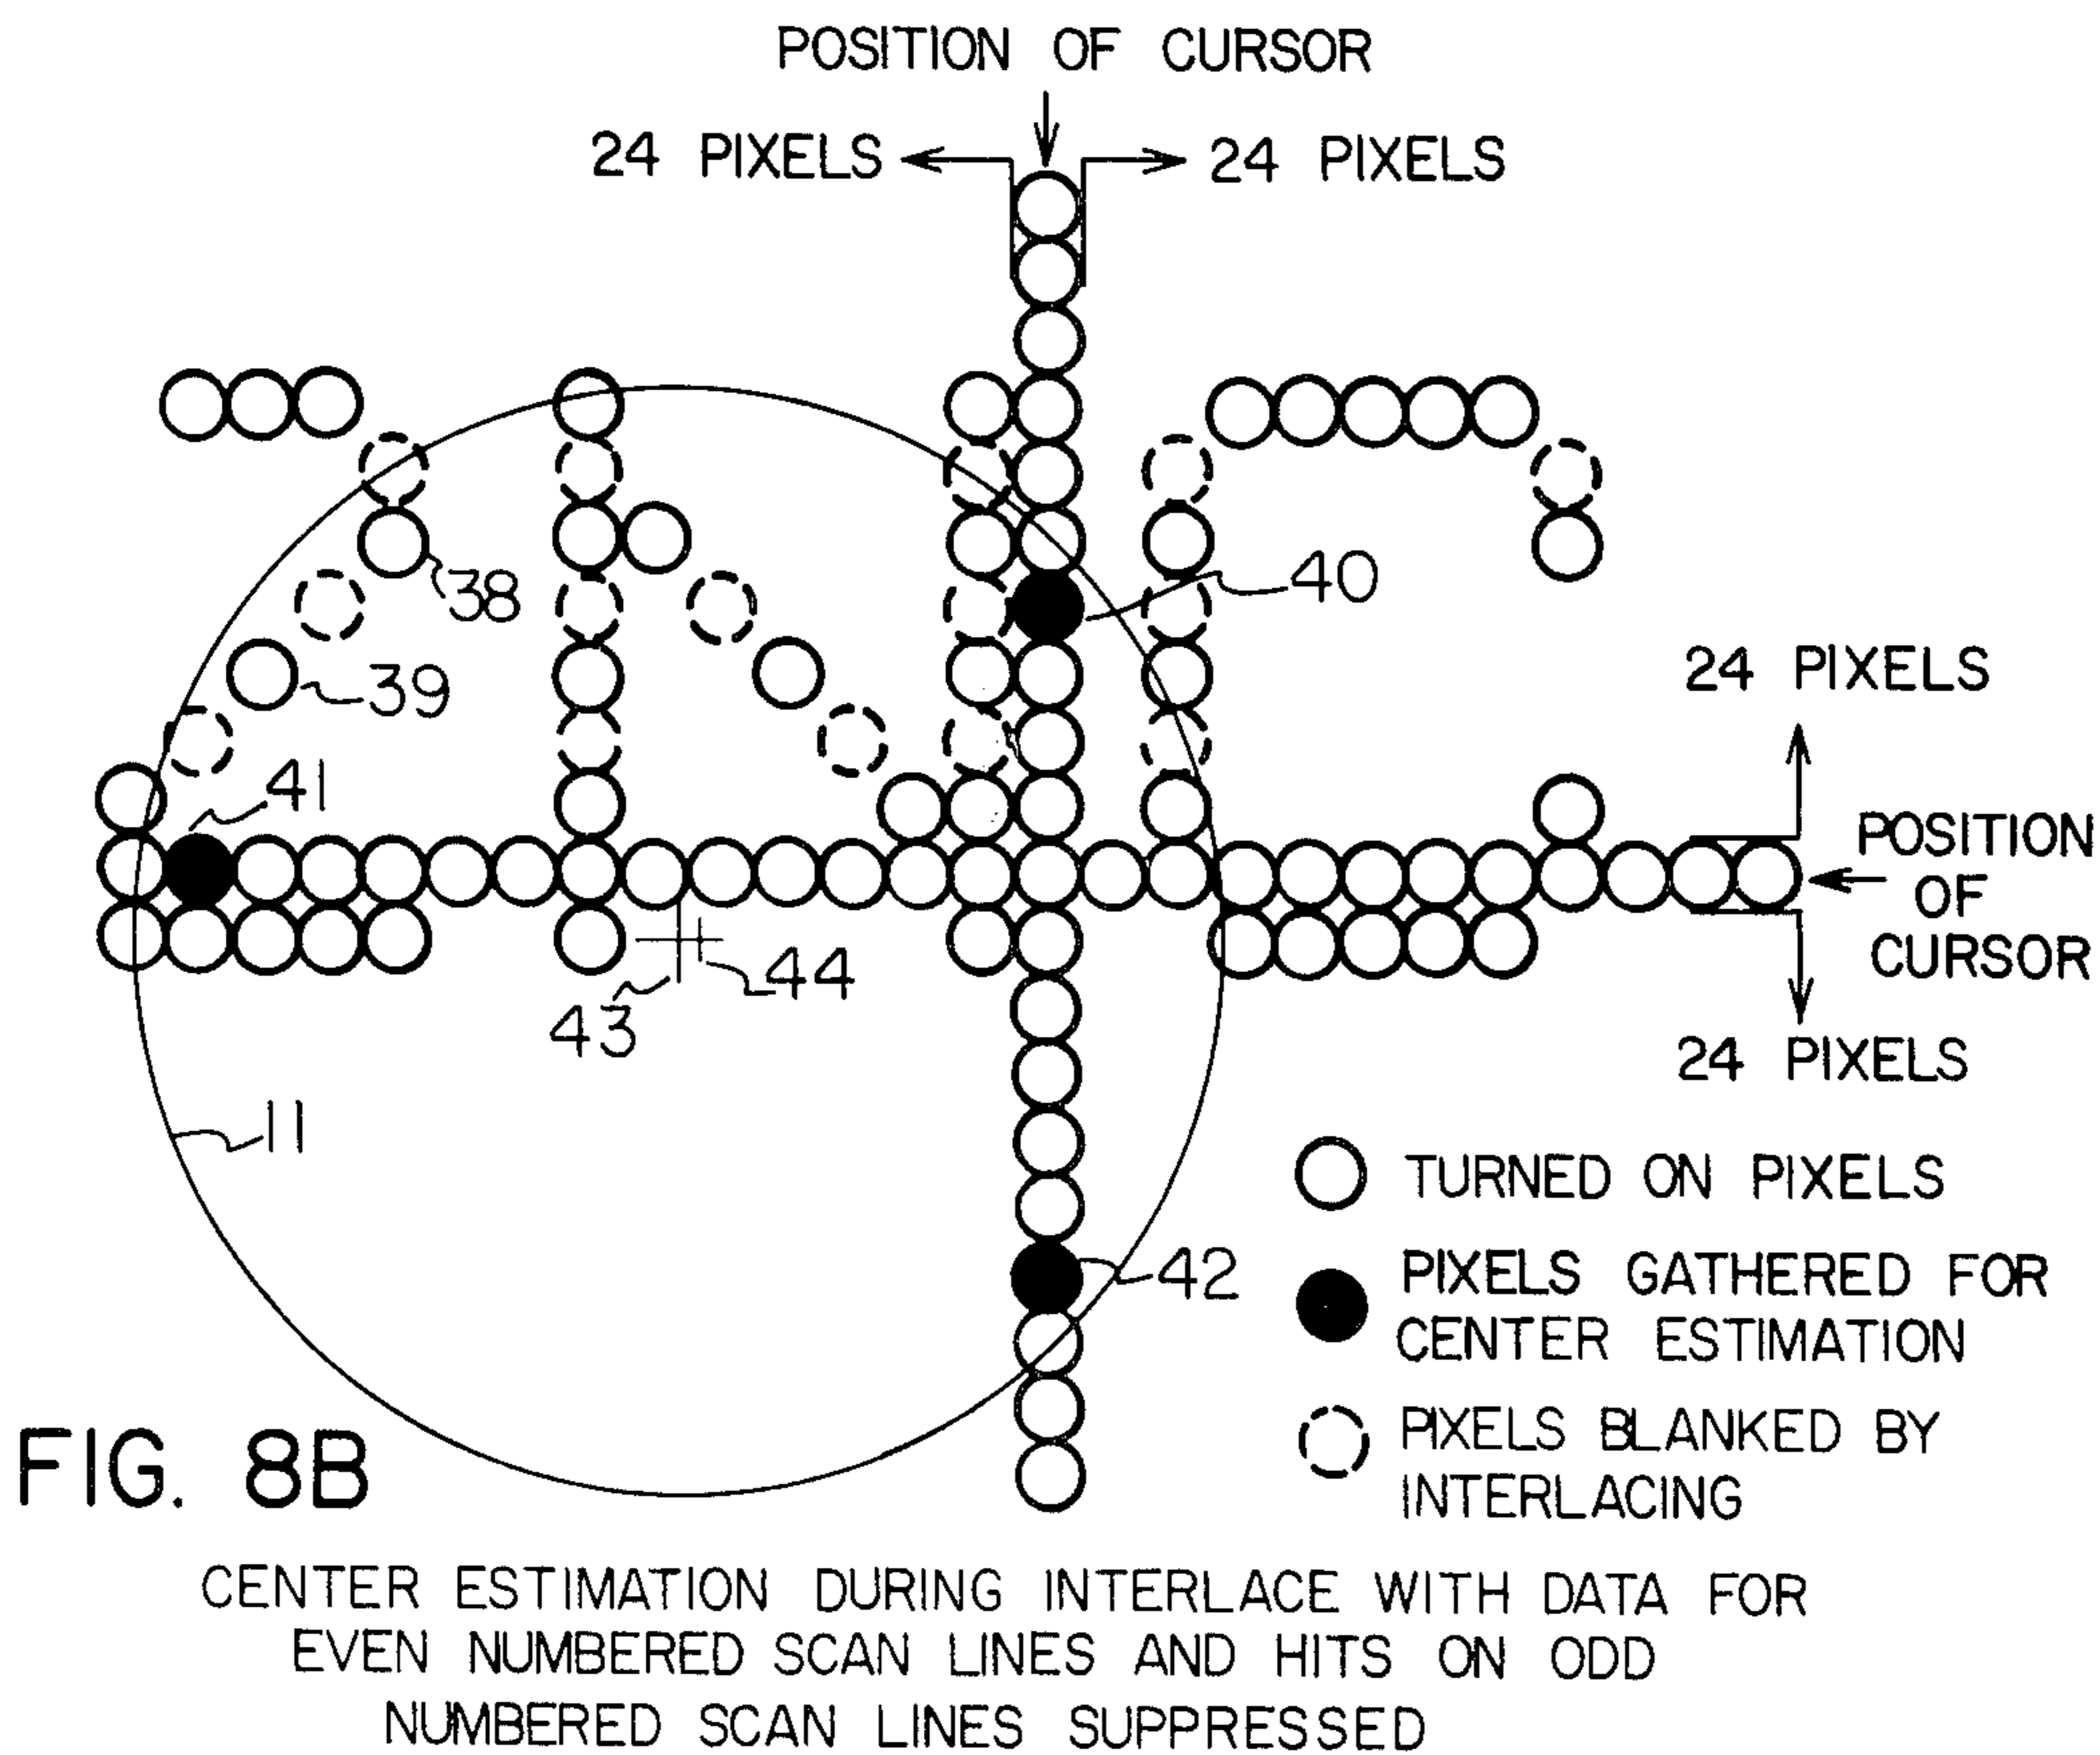 POSITION OF CURSOR
24 PIXELS
24 PIXELS
38
40
39
24 PIXELS
41
POSITION
OF
CURSOR
44
43
24 PIXELS
11
TURNED ON PIXELS
42
PIXELS GATHERED FOR
CENTER ESTIMATION
PIXELS BLANKED BY
INTERLACING
FIG. 8B
CENTER ESTIMATION DURING INTERLACE WITH DATA FOR
EVEN NUMBERED SCAN LINES AND HITS ON ODD
NUMBERED SCAN LINES SUPPRESSED